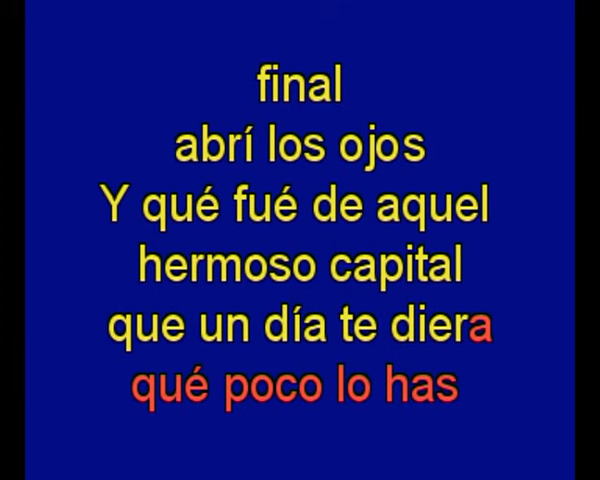 final
abrí los ojos
Y qué fué de aquel
hermoso capital
que un día te diera
qué poco lo has